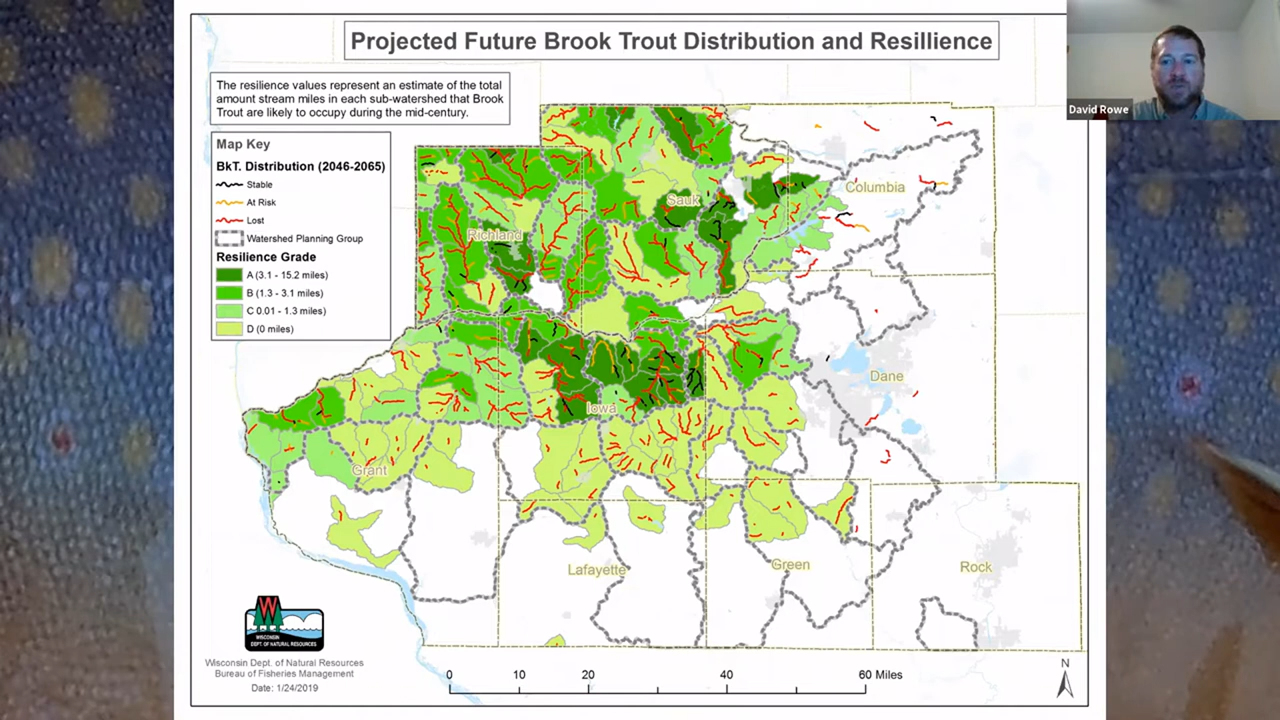 Projected Future Brook Trout Distribution and Resillience
David Rowe
The resilience values represent an estimate of the total
amount stream miles in each sub-watershed that Brook
Trout are likely to occupy during the mid-century.
Map Key
BkT. Distribution (2046-2065)
Stable
At Risk
Lost
Watershed Planning Group
Resilience Grade
A (3.1 - 15.2 miles)
B (1.3 - 3.1 miles)
C 0.01 - 1.3 miles)
D (0 miles)
Columbia
Sauk
Richland
Dane
Iowa
Grant
Lafayette
Green
Rock
W
WISCONSIN
DEPT. OF NATURAL RESOURCES
Wisconsin Dept. of Natural Resources
Bureau of Fisheries Management
Date: 1/24/2019
0 10 20 40 60 Miles
N